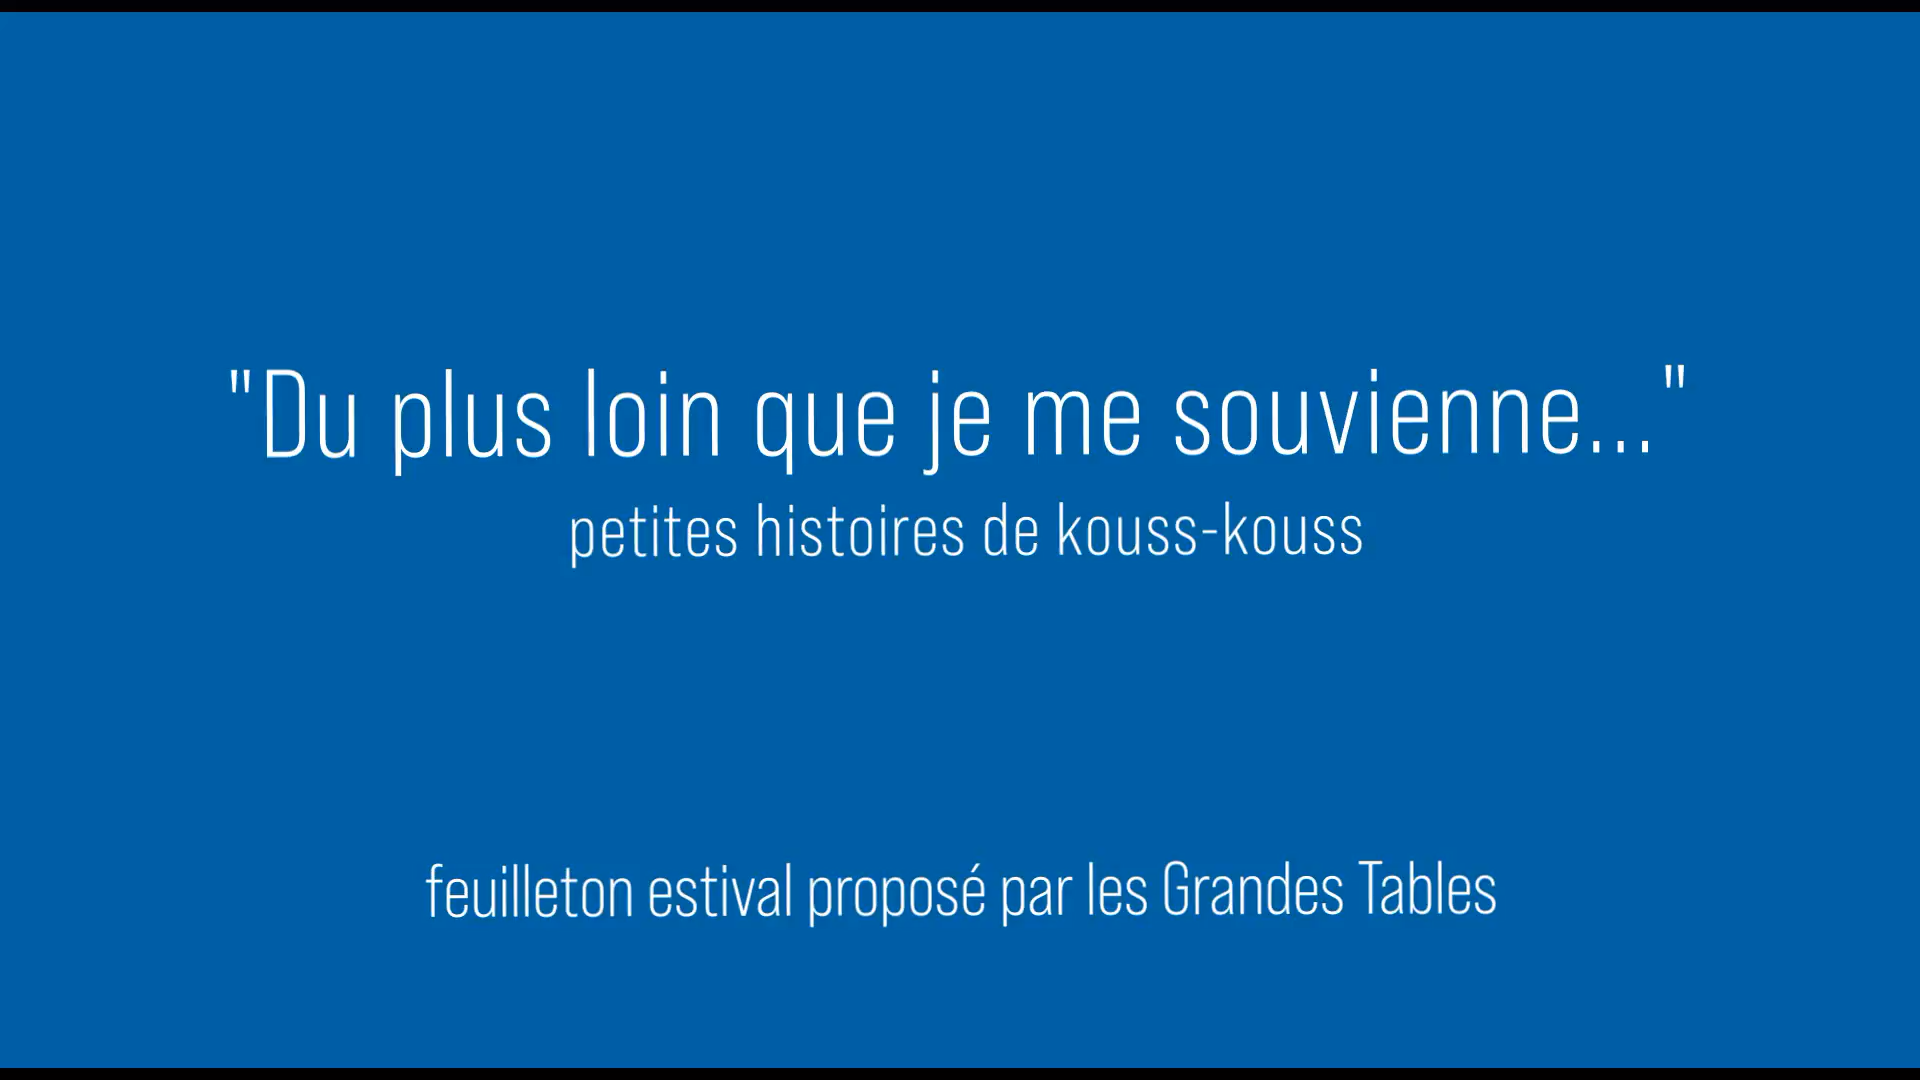 "Du plus loin que je me souvienne..."
petites histoires de kouss-kouss
feuilleton estival proposé par les Grandes Tables